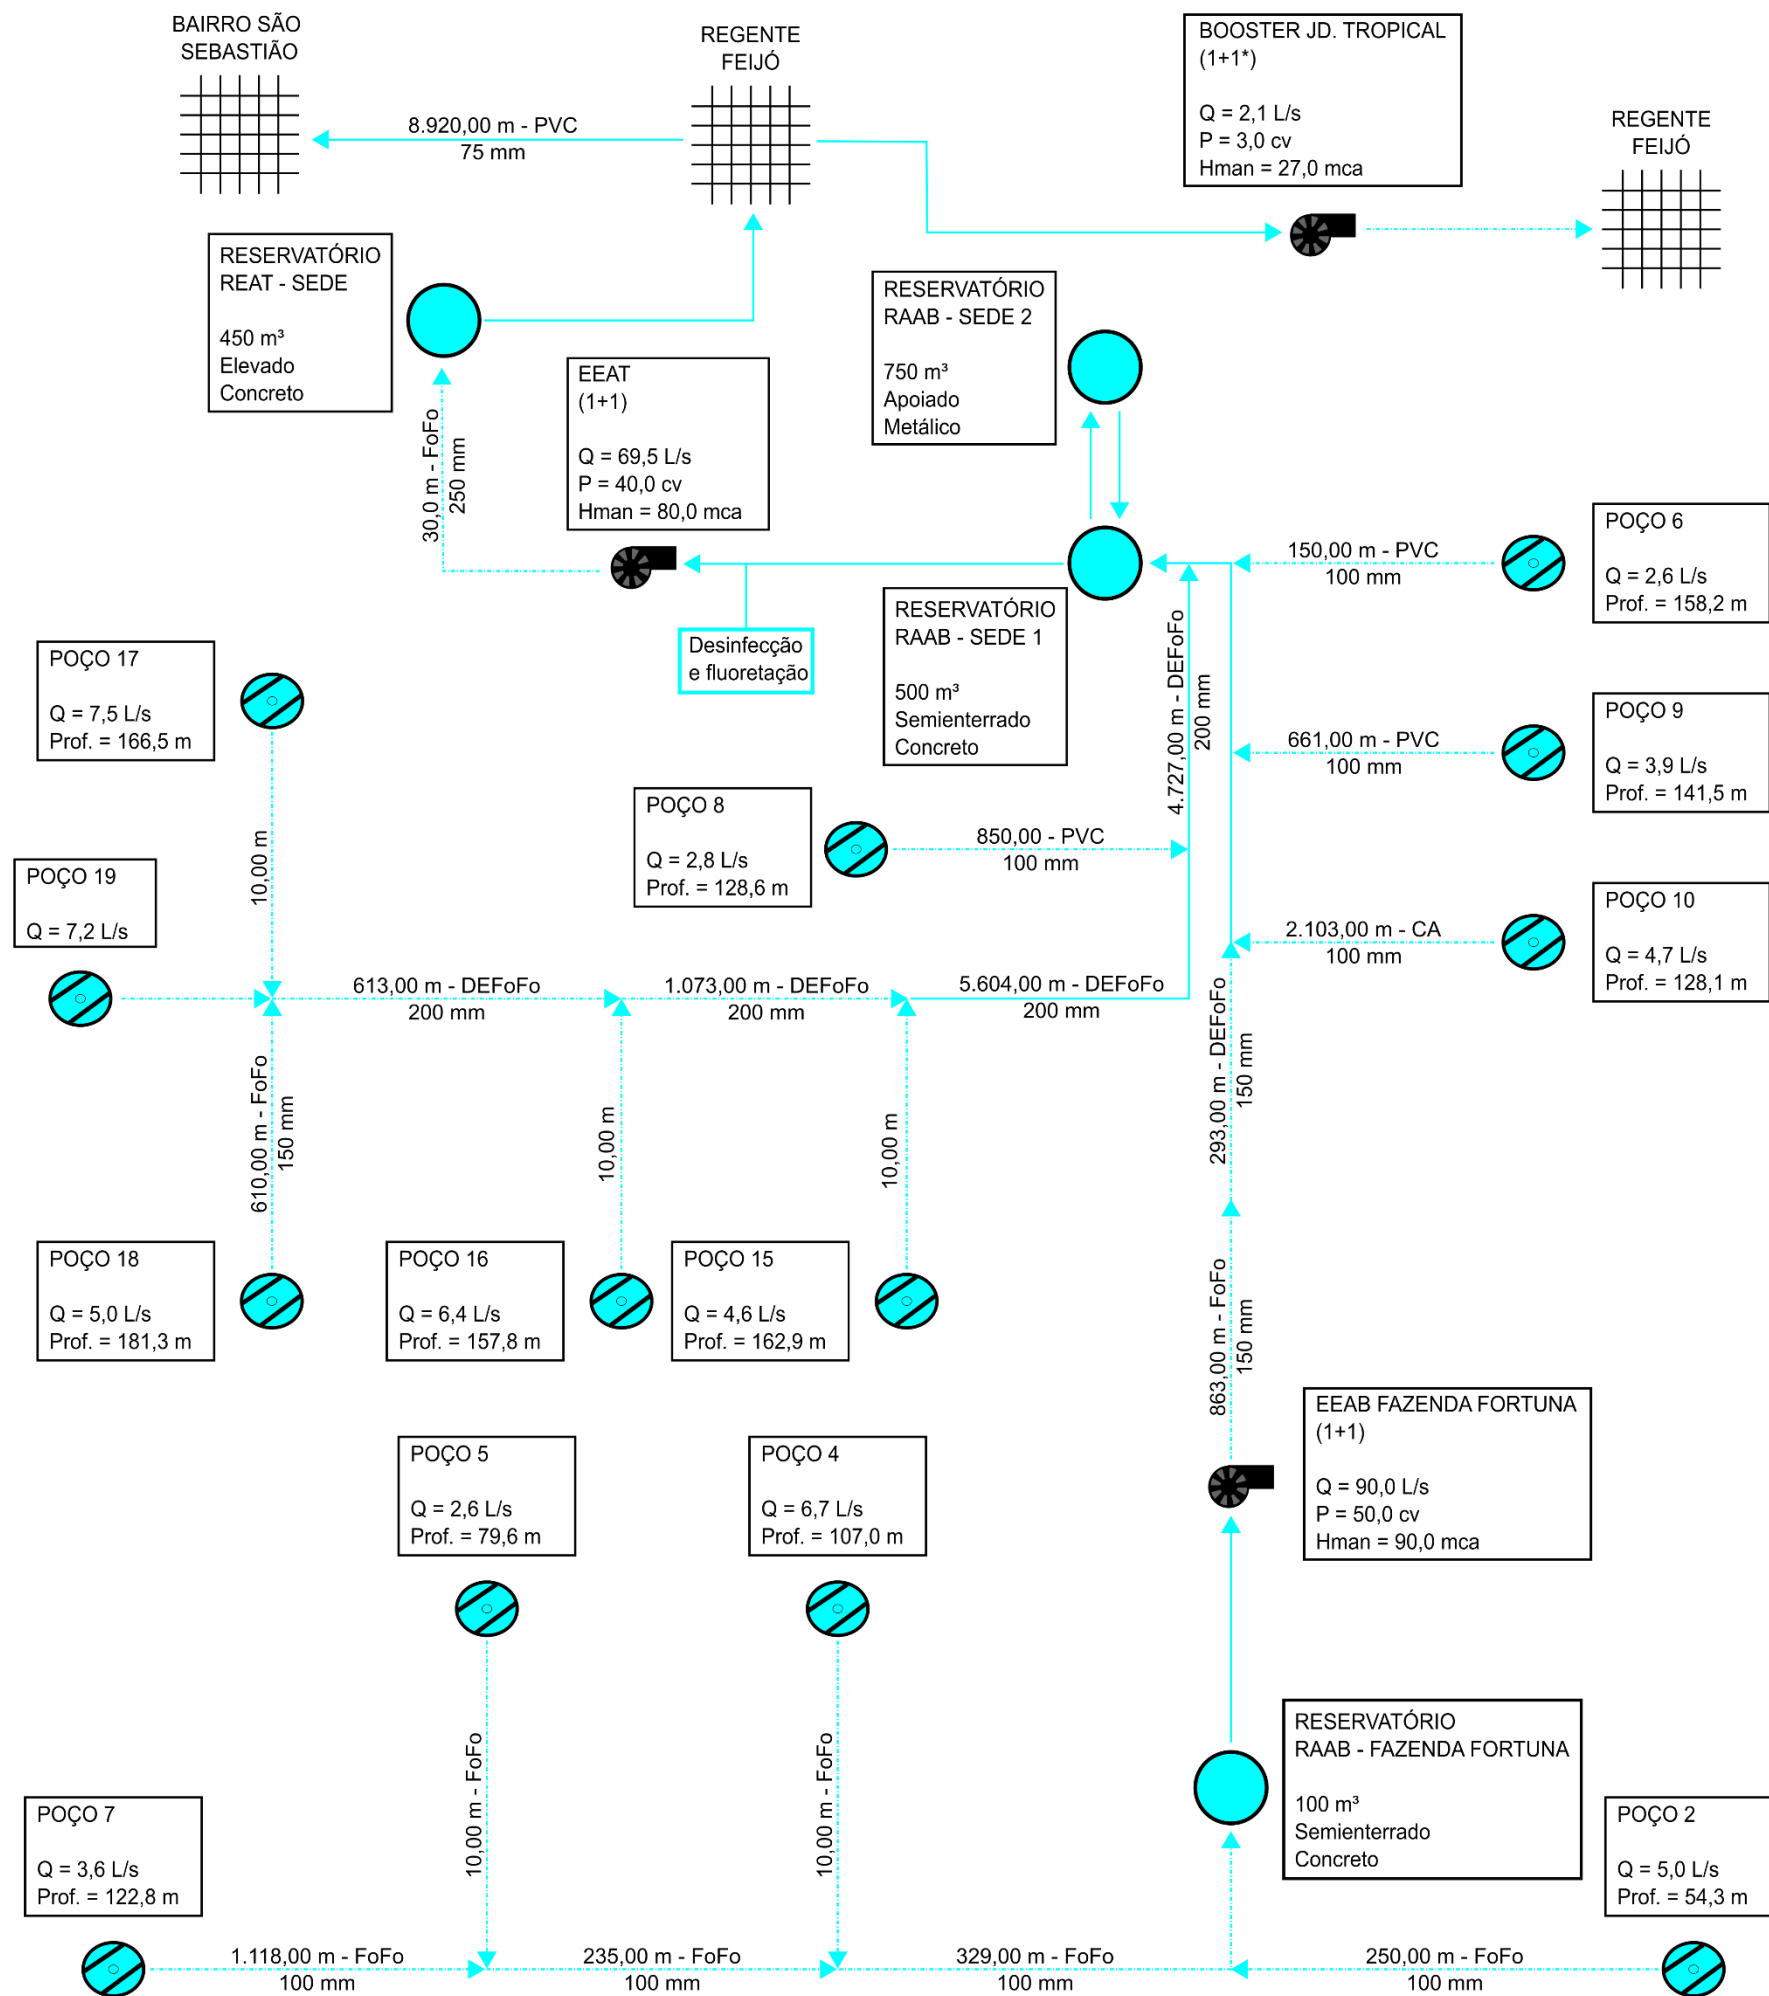 BAIRRO SÃO
SEBASTIÃO
REGENTE
FEIJÓ
BOOSTER JD. TROPICAL
(1+1*)
Q = 2,1 L/s
P = 3,0 cv
Hman = 27,0 mca
REGENTE
FEIJÓ
8.920,00 m - PVC
75 mm
RESERVATÓRIO
REAT - SEDE
450 m³
Elevado
Concreto
RESERVATÓRIO
RAAB - SEDE 2
750 m³
Apoiado
Metálico
EEAT
(1+1)
Q = 69,5 L/s
P = 40,0 cv
Hman = 80,0 mca
30,0 m - FoFo
250 mm
POÇO 6
Q = 2,6 L/s
Prof. = 158,2 m
150,00 m - PVC
100 mm
RESERVATÓRIO
RAAB - SEDE 1
500 m³
Semienterrado
Concreto
Desinfecção
e fluoretação
4.727,00 m - DEFoFo
200 mm
POÇO 17
Q = 7,5 L/s
Prof. = 166,5 m
POÇO 9
Q = 3,9 L/s
Prof. = 141,5 m
661,00 m - PVC
100 mm
POÇO 8
Q = 2,8 L/s
Prof. = 128,6 m
850,00 - PVC
100 mm
10,00 m
POÇO 19
Q = 7,2 L/s
POÇO 10
Q = 4,7 L/s
Prof. = 128,1 m
2.103,00 m - CA
100 mm
613,00 m - DEFoFo
200 mm
1.073,00 m - DEFoFo
200 mm
5.604,00 m - DEFoFo
200 mm
610,00 m - FoFo
150 mm
10,00 m
10,00 m
293,00 m - DEFoFo
150 mm
POÇO 18
Q = 5,0 L/s
Prof. = 181,3 m
POÇO 16
Q = 6,4 L/s
Prof. = 157,8 m
POÇO 15
Q = 4,6 L/s
Prof. = 162,9 m
863,00 m - FoFo
150 mm
EEAB FAZENDA FORTUNA
(1+1)
Q = 90,0 L/s
P = 50,0 cv
Hman = 90,0 mca
POÇO 5
Q = 2,6 L/s
Prof. = 79,6 m
POÇO 4
Q = 6,7 L/s
Prof. = 107,0 m
10,00 m - FoFo
10,00 m - FoFo
RESERVATÓRIO
RAAB - FAZENDA FORTUNA
100 m³
Semienterrado
Concreto
POÇO 7
Q = 3,6 L/s
Prof. = 122,8 m
POÇO 2
Q = 5,0 L/s
Prof. = 54,3 m
1.118,00 m - FoFo
100 mm
235,00 m - FoFo
100 mm
329,00 m - FoFo
100 mm
250,00 m - FoFo
100 mm